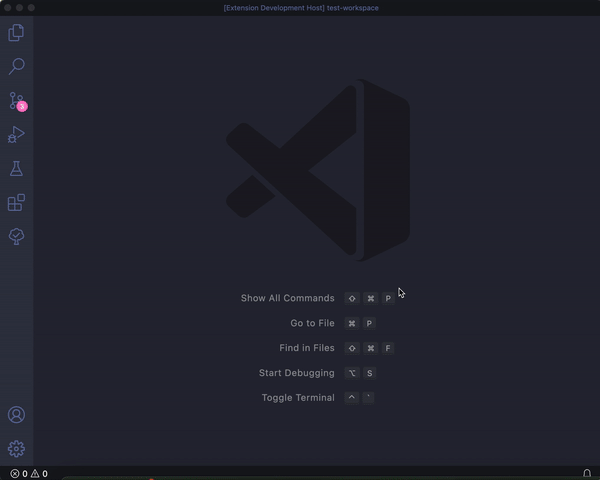 [Extension Development Host] test-workspace
3
Show All Commands ⇧ ⌘ P
Go to File ⌘ P
Find in Files ⇧ ⌘ F
Start Debugging ⌥ S
Toggle Terminal ^ `
0 0